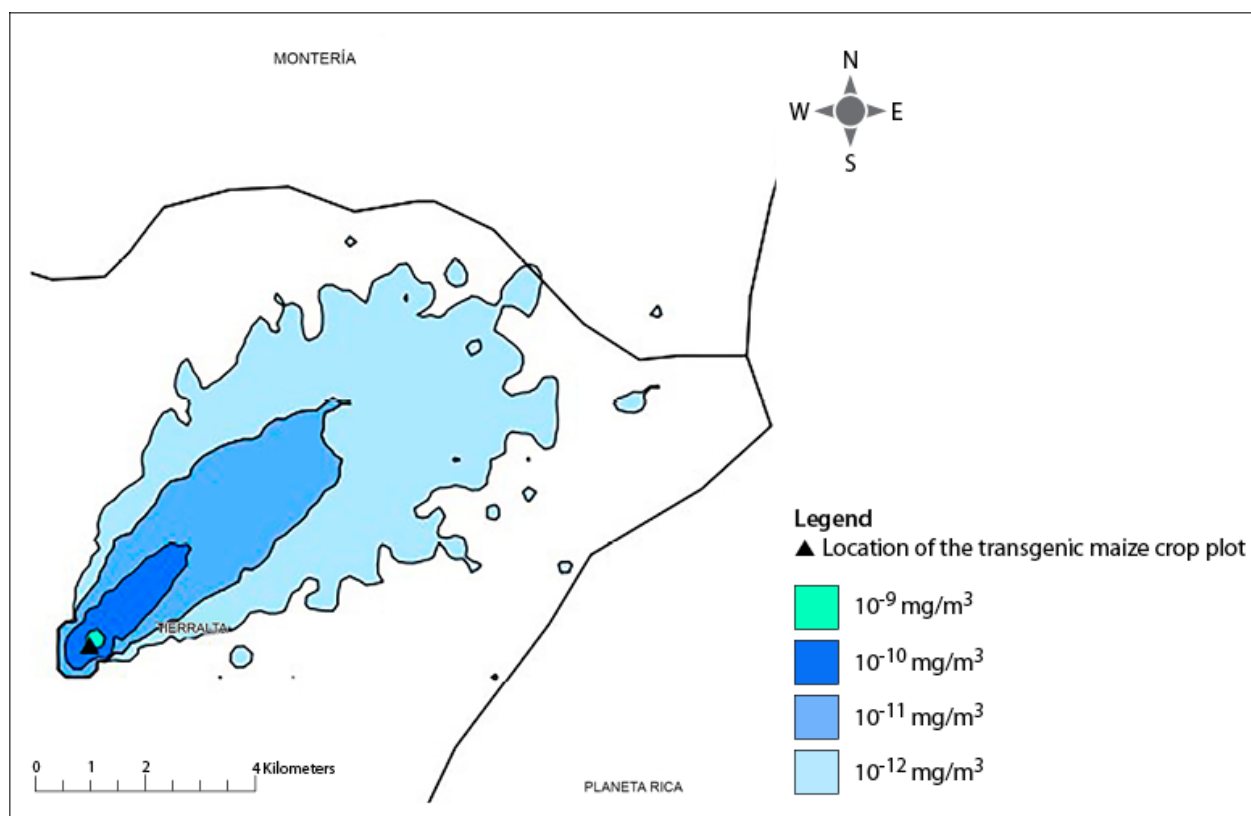 MONTERÍA
N
W E
S
TIERRALTA
0 1 2 4 Kilometers
PLANETA RICA
Legend
Location of the transgenic maize crop plot
10-9 mg/m3
10-10 mg/m3
10-11 mg/m3
10-12 mg/m3